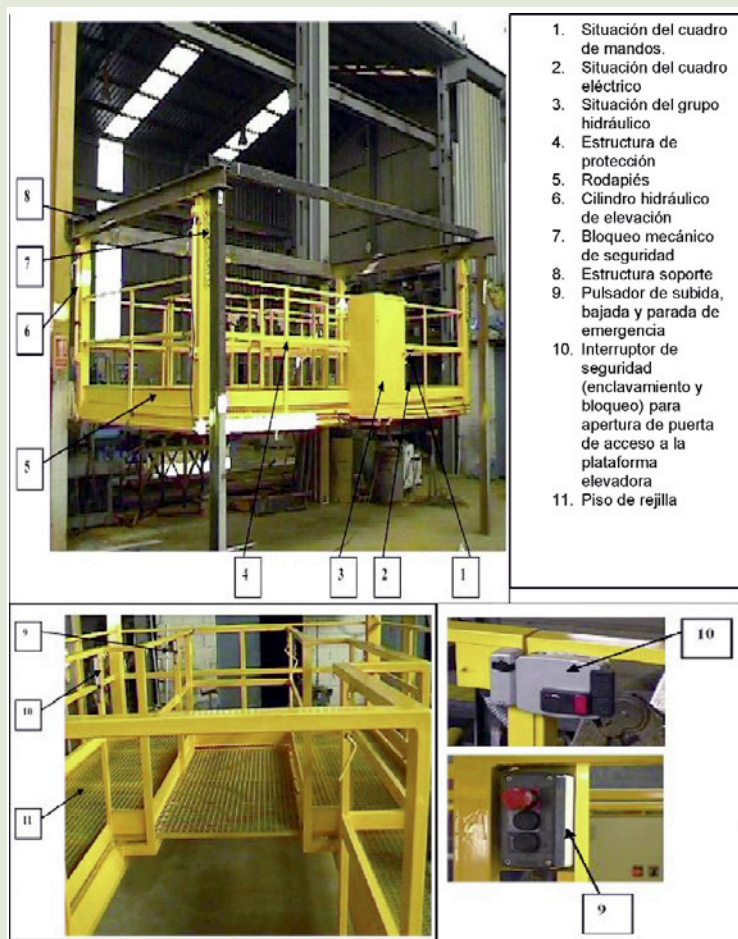 1. Situación del cuadro
de mandos.
2. Situación del cuadro
eléctrico
3. Situación del grupo
hidráulico
4. Estructura de
protección
5. Rodapiés
6. Cilindro hidráulico
de elevación
7. Bloqueo mecánico
de seguridad
8. Estructura soporte
9. Pulsador de subida,
bajada y parada de
emergencia
10. Interruptor de
seguridad
(enclavamiento y
bloqueo) para
apertura de puerta
de acceso a la
plataforma
elevadora
11. Piso de rejilla
8
7
6
5
4
3
2
1
9
10
11
10
9